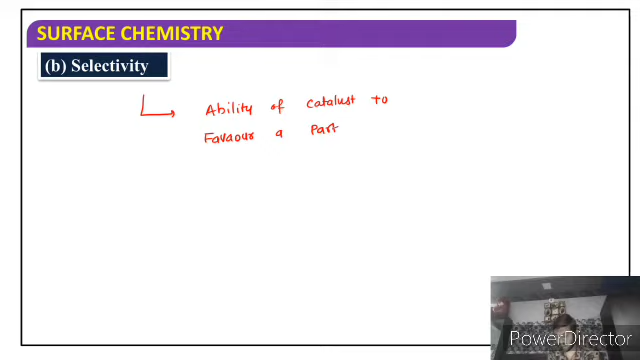 SURFACE CHEMISTRY
(b) Selectivity
Ability of Catalust to
Favaour a Part
PowerDirector